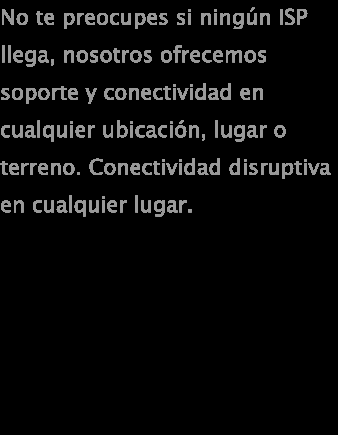 No te preocupes si ningún ISP
llega, nosotros ofrecemos
soporte y conectividad en
cualquier ubicación, lugar o
terreno. Conectividad disruptiva
en cualquier lugar.